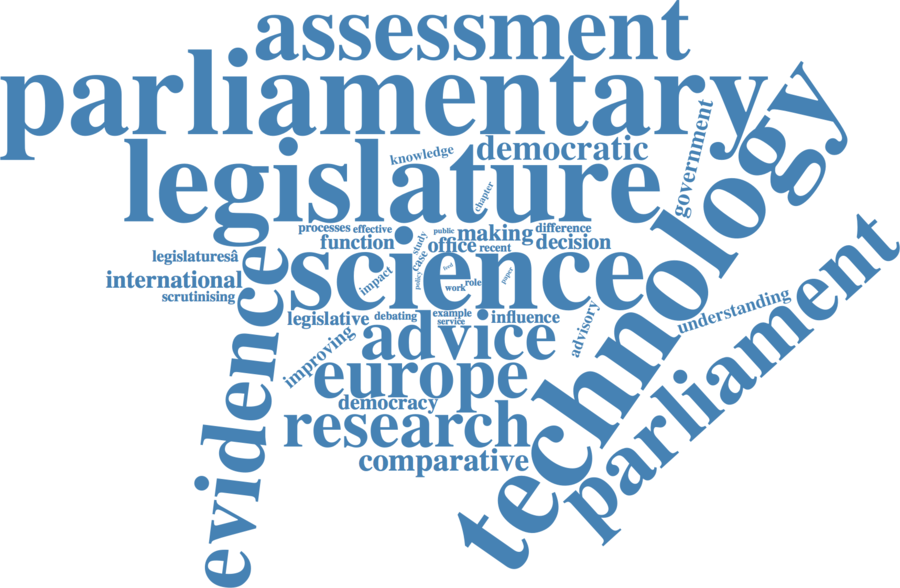 assessment
parliamentary
technology
legislature
knowledge
democratic
government
chapter
processes
effective
public
making
difference
function
study
office
recent
decision
legislaturesâ
case
science
international
impact
policy
food
paper
role
work
scrutinising
evidence
legislative
debating
example
service
influence
advisory
understanding
parliament
improving
advice
europe
democracy
research
comparative